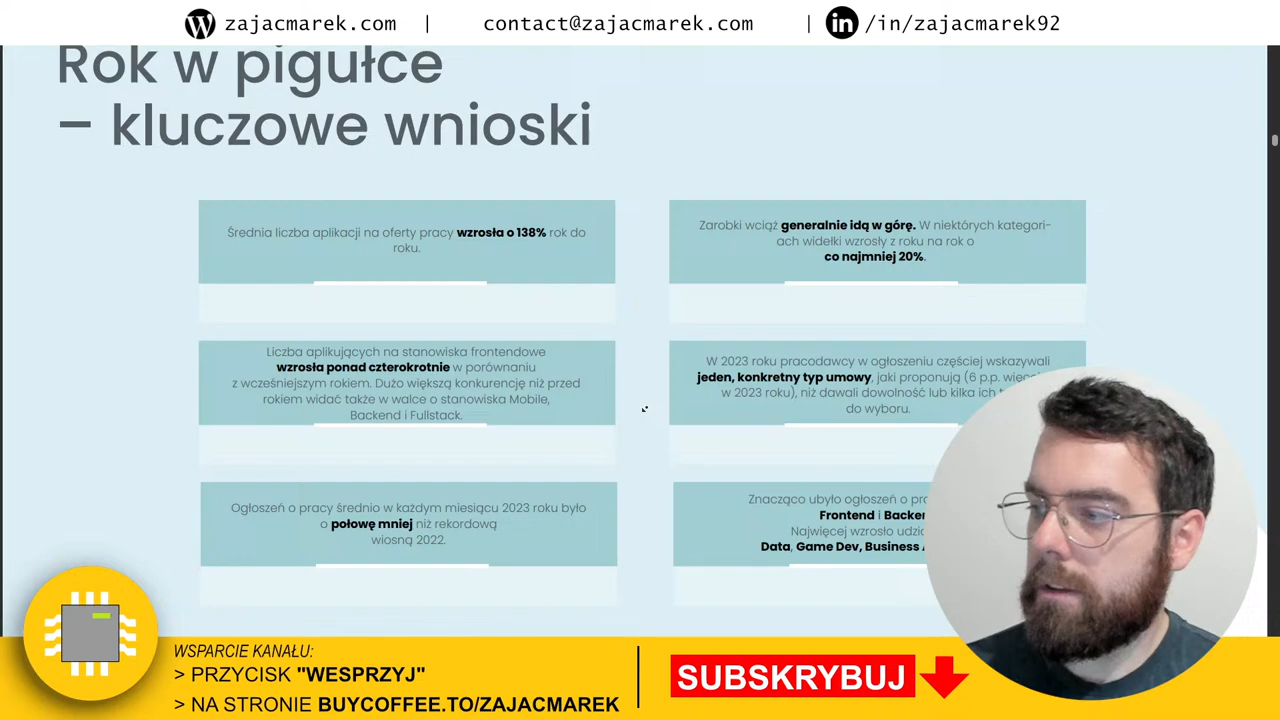 zajacmarek.com | contact@zajacmarek.com | /in/zajacmarek92
Rok w pigułce
– kluczowe wnioski
Średnia liczba aplikacji na oferty pracy wzrosła o 138% rok do
roku.
Zarobki wciąż generalnie idą w górę. W niektórych kategori-
ach widełki wzrosły z roku na rok o
co najmniej 20%.
Liczba aplikujących na stanowiska frontendowe
wzrosła ponad czterokrotnie w porównaniu
z wcześniejszym rokiem. Dużo większą konkurencję niż przed
rokiem widać także w walce o stanowiska Mobile,
Backend i Fullstack.
W 2023 roku pracodawcy w ogłoszeniu częściej wskazywali
jeden, konkretny typ umowy, jaki proponują (6 p.p.
w 2023 roku), niż dawali dowolność lub kilka ich
do wyboru.
Ogłoszeń o pracy średnio w każdym miesiącu 2023 roku było
o połowę mniej niż rekordową
wiosną 2022.
Znacząco ubyło ogłoszeń o
Frontend i
Najwięcej wzrosło
Data, Game Dev, Business
WSPARCIE KANAŁU:
> PRZYCISK "WESPRZYJ"
> NA STRONIE BUYCOFFEE.TO/ZAJACMAREK
SUBSKRYBUJ